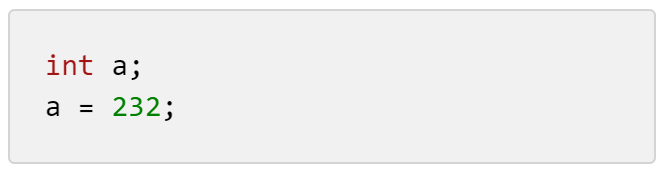 int a;
a = 232;